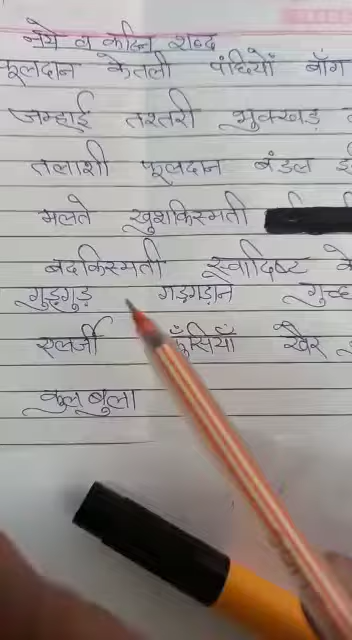 नये व कठिन शब्द
फूलदान केतली पंछियों बाँग
जम्हाई तश्तरी भुक्खड़
तलाशी फूलदान बंडल
मलते खुशकिस्मती
बदकिस्मती स्वादिष्ट के
गुड़गुड़ गड़गड़ाने गुच्छ
एलर्जी खैर
कुलबुला